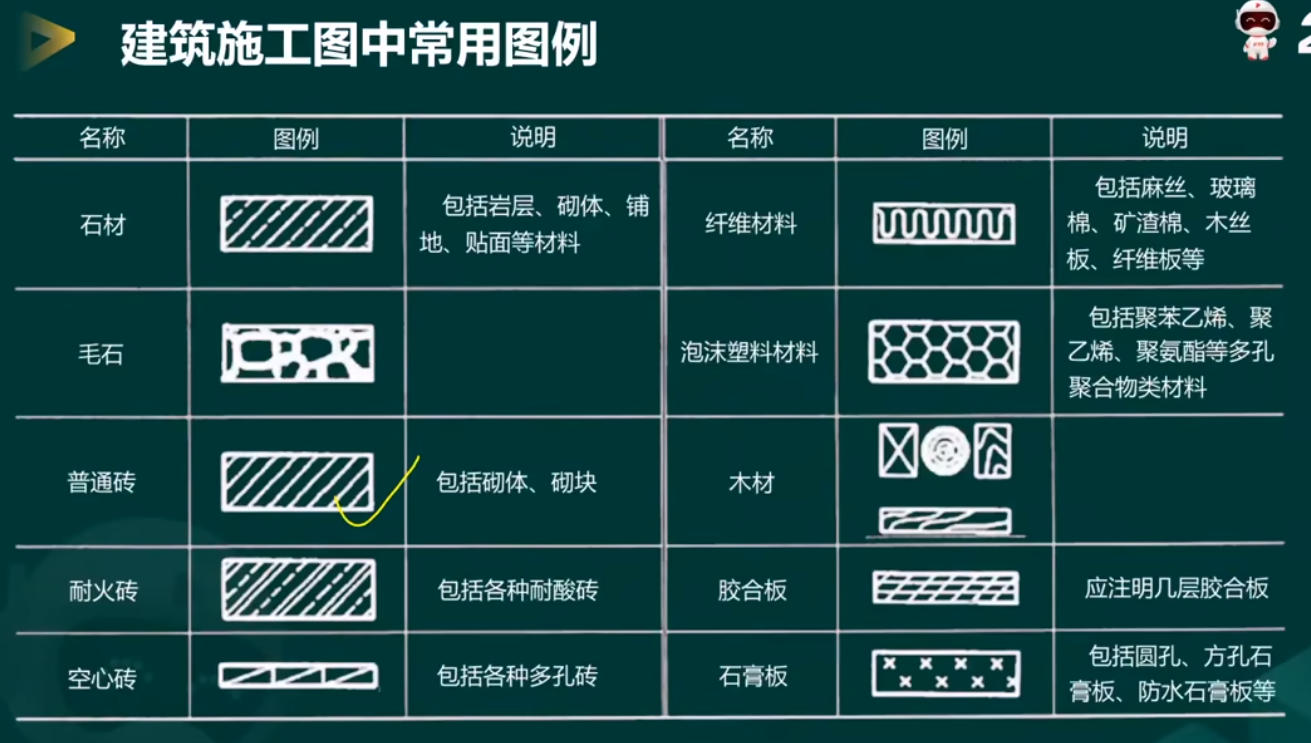 建筑施工图中常用图例
2
名称 图例 说明 名称 图例 说明
石材
包括岩层、砌体、铺
地、贴面等材料
纤维材料
包括麻丝、玻璃
棉、矿渣棉、木丝
板、纤维板等
毛石
泡沫塑料材料
包括聚苯乙烯、聚
乙烯、聚氨酯等多孔
聚合物类材料
普通砖
包括砌体、砌块
木材
耐火砖
包括各种耐酸砖
胶合板
应注明几层胶合板
空心砖
包括各种多孔砖
石膏板
包括圆孔、方孔石
膏板、防水石膏板等